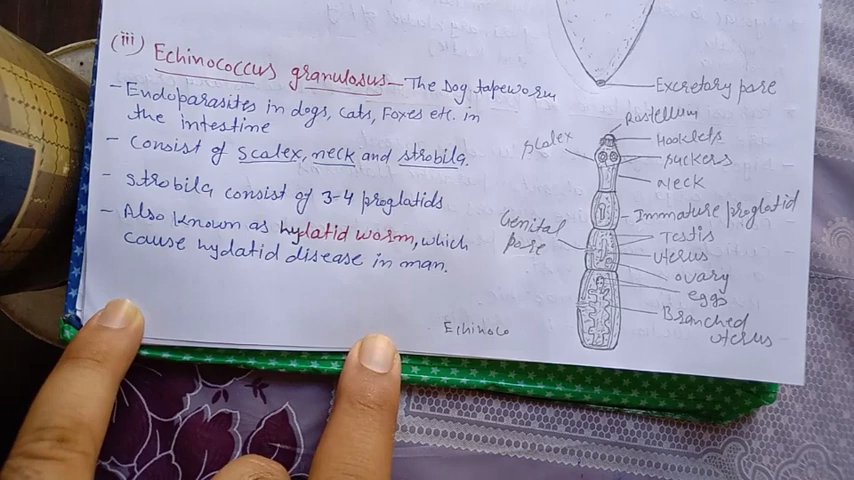 (iii) Echinococcus granulosus- The Dog tapeworm
- Endoparasites in dogs, cats, Foxes etc. in
the intestine
- Consist of scalex, neck and strobila.
- Strobila consist of 3-4 proglatids
- Also known as hydatid worm, which
cause hydatid disease in man.
Excretory pore
Rostellum
scalex
Hooklets
suckers
Neck
Immature proglatid
Genital
pore
Testis
Uterus
ovary
eggs
Branched
uterus
Echinoco